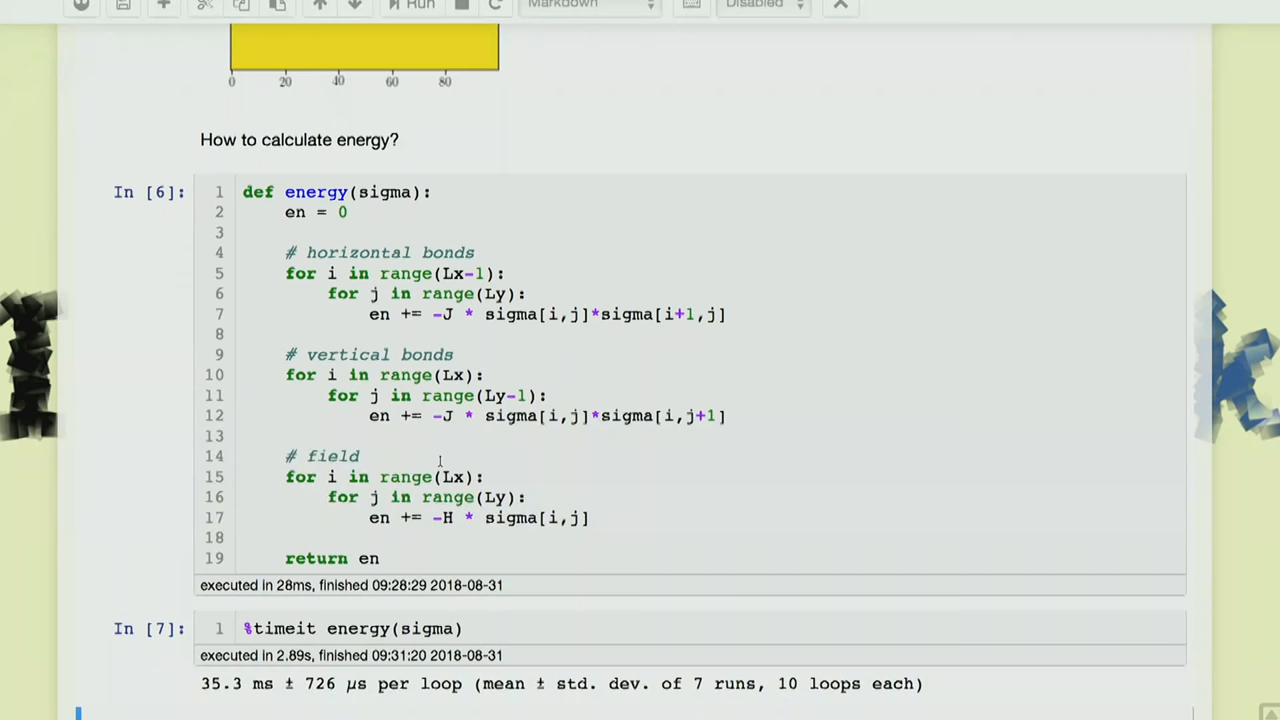 Run Markdown Disabled
0 20 40 60 80
How to calculate energy?
In [6]:
1 def energy(sigma):
2 en = 0
3
4 # horizontal bonds
5 for i in range(Lx-1):
6 for j in range(Ly):
7 en += -J * sigma[i,j]*sigma[i+1,j]
8
9 # vertical bonds
10 for i in range(Lx):
11 for j in range(Ly-1):
12 en += -J * sigma[i,j]*sigma[i,j+1]
13
14 # field
15 for i in range(Lx):
16 for j in range(Ly):
17 en += -H * sigma[i,j]
18
19 return en
executed in 28ms, finished 09:28:29 2018-08-31
In [7]: 1 %timeit energy(sigma)
executed in 2.89s, finished 09:31:20 2018-08-31
35.3 ms ± 726 µs per loop (mean ± std. dev. of 7 runs, 10 loops each)